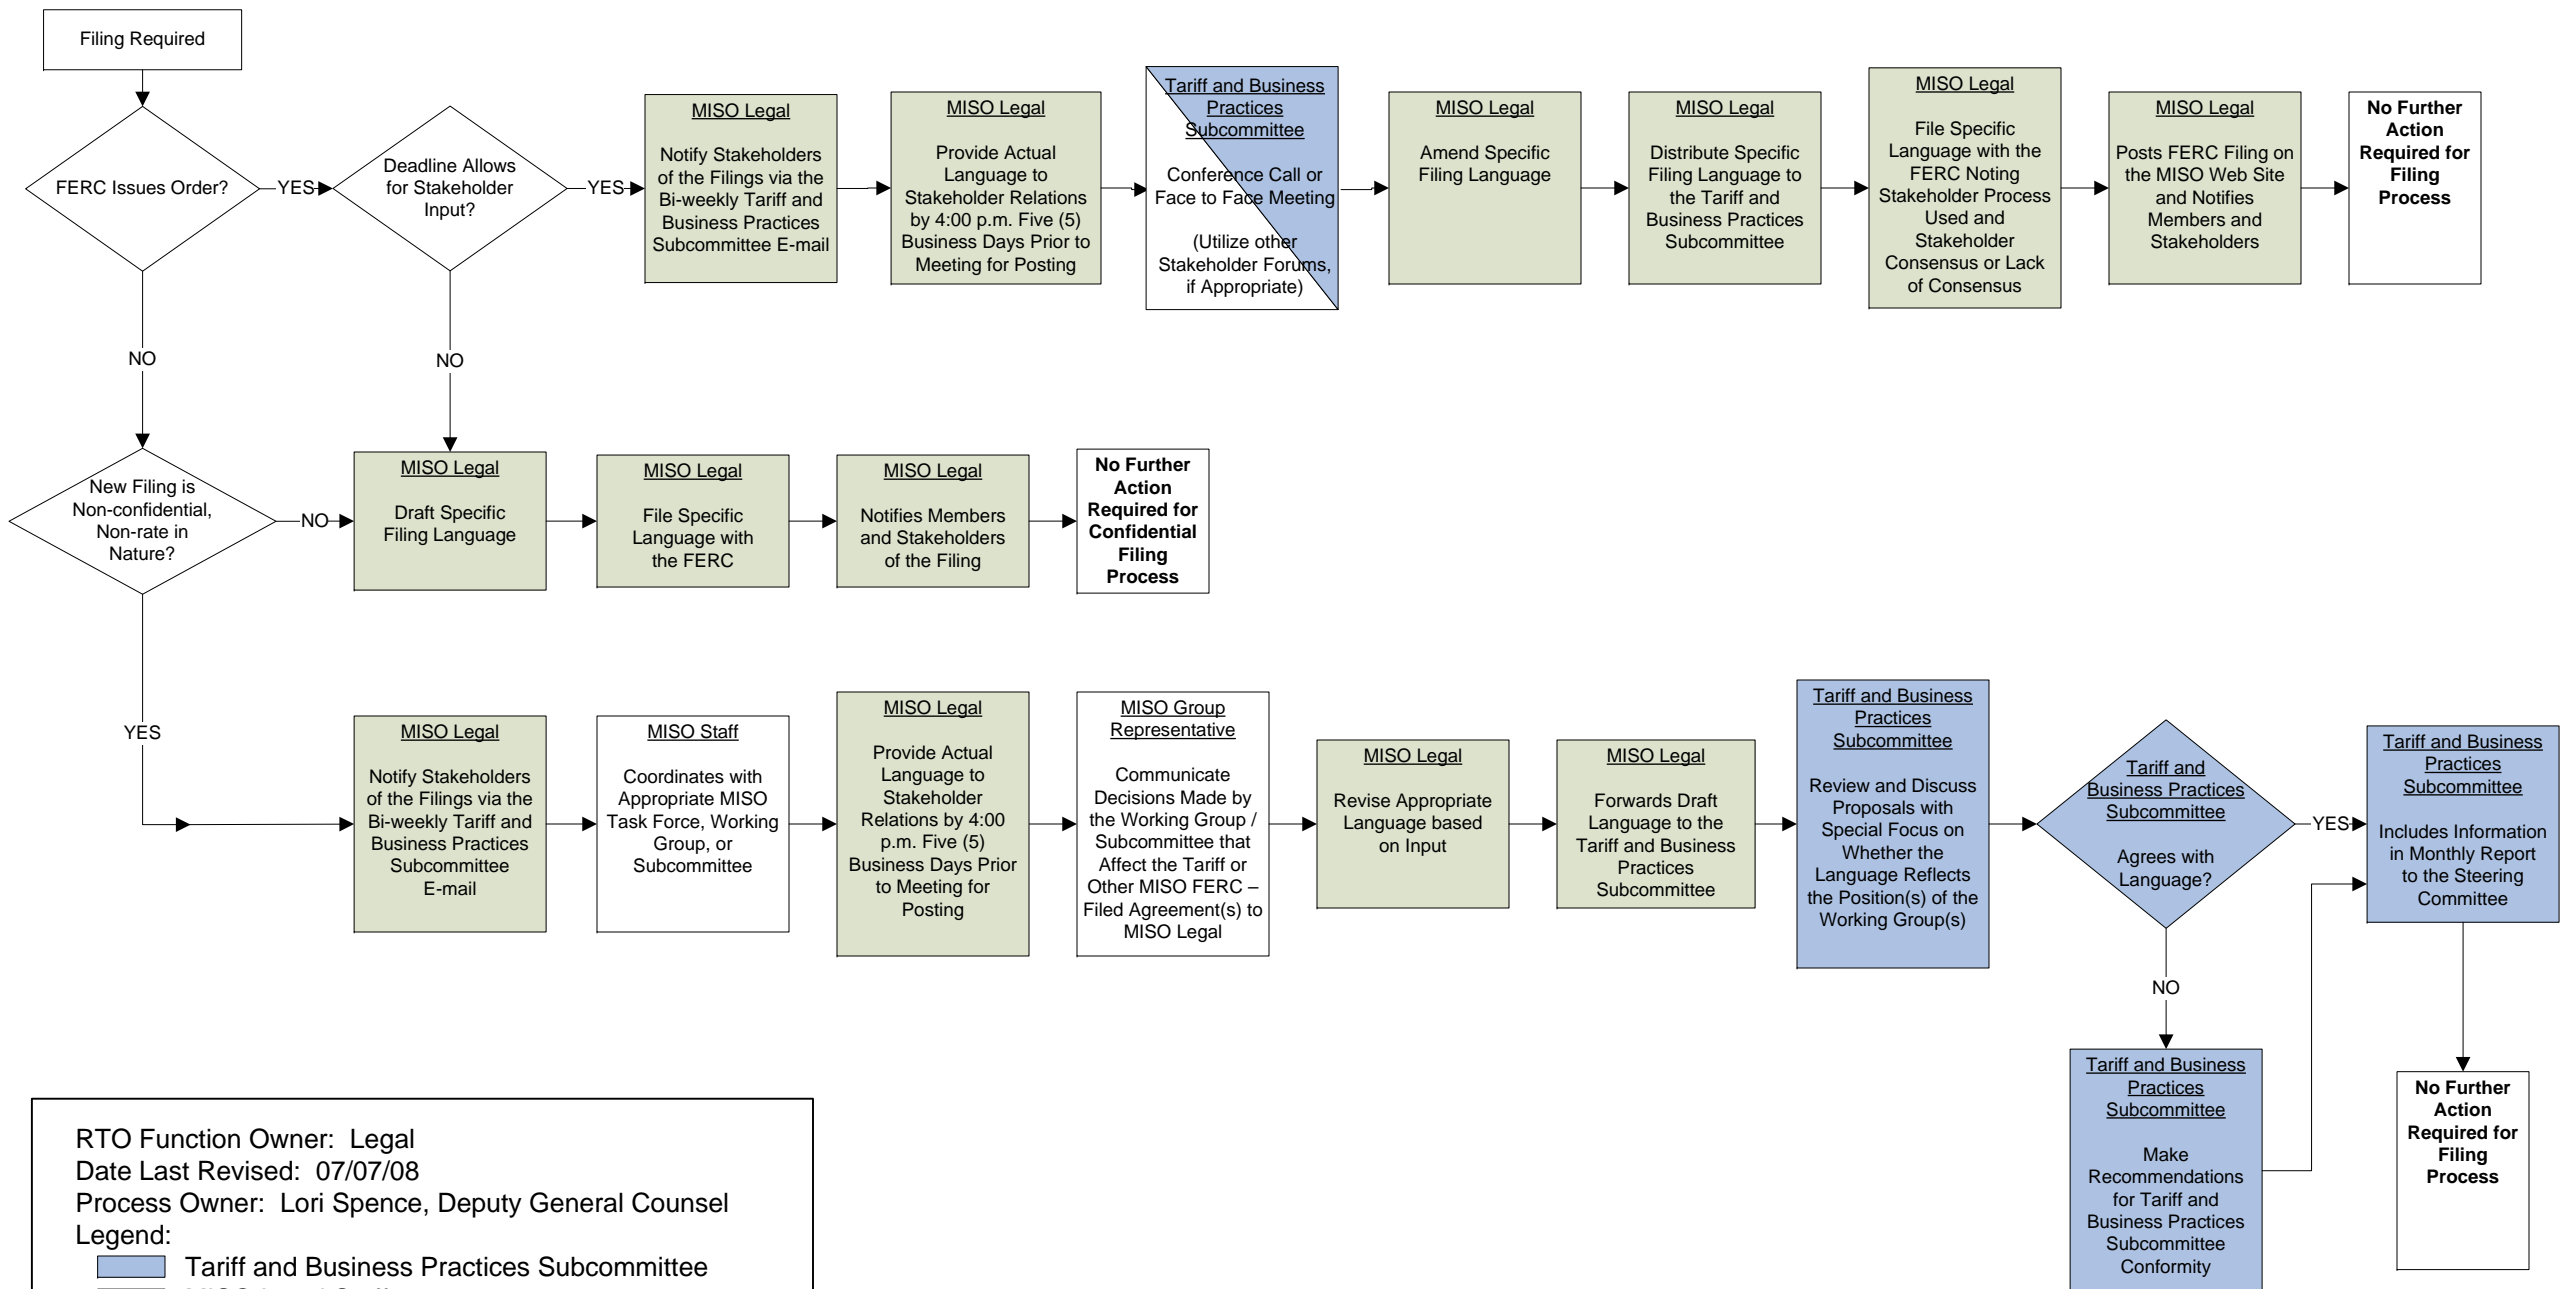 Filing Required
FERC Issues Order?
YES
Deadline Allows
for Stakeholder
Input?
YES
MISO Legal
Notify Stakeholders
of the Filings via the
Bi-weekly Tariff and
Business Practices
Subcommittee E-mail
MISO Legal
Provide Actual
Language to
Stakeholder Relations
by 4:00 p.m. Five (5)
Business Days Prior to
Meeting for Posting
Tariff and Business
Practices
Subcommittee
Conference Call or
Face to Face Meeting
(Utilize other
Stakeholder Forums,
if Appropriate)
MISO Legal
Amend Specific
Filing Language
MISO Legal
Distribute Specific
Filing Language to
the Tariff and
Business Practices
Subcommittee
MISO Legal
File Specific
Language with the
FERC Noting
Stakeholder Process
Used and
Stakeholder
Consensus or Lack
of Consensus
MISO Legal
Posts FERC Filing on
the MISO Web Site
and Notifies
Members and
Stakeholders
No Further
Action
Required for
Filing
Process
NO
NO
New Filing is
Non-confidential,
Non-rate in
Nature?
NO
MISO Legal
Draft Specific
Filing Language
MISO Legal
File Specific
Language with
the FERC
MISO Legal
Notifies Members
and Stakeholders
of the Filing
No Further
Action
Required for
Confidential
Filing
Process
YES
MISO Legal
Notify Stakeholders
of the Filings via the
Bi-weekly Tariff and
Business Practices
Subcommittee
E-mail
MISO Staff
Coordinates with
Appropriate MISO
Task Force, Working
Group, or
Subcommittee
MISO Legal
Provide Actual
Language to
Stakeholder
Relations by 4:00
p.m. Five (5)
Business Days Prior
to Meeting for
Posting
MISO Group
Representative
Communicate
Decisions Made by
the Working Group /
Subcommittee that
Affect the Tariff or
Other MISO FERC –
Filed Agreement(s) to
MISO Legal
MISO Legal
Revise Appropriate
Language based
on Input
MISO Legal
Forwards Draft
Language to the
Tariff and Business
Practices
Subcommittee
Tariff and Business
Practices
Subcommittee
Review and Discuss
Proposals with
Special Focus on
Whether the
Language Reflects
the Position(s) of the
Working Group(s)
Tariff and
Business Practices
Subcommittee
Agrees with
Language?
YES
Tariff and Business
Practices
Subcommittee
Includes Information
in Monthly Report
to the Steering
Committee
NO
Tariff and Business
Practices
Subcommittee
Make
Recommendations
for Tariff and
Business Practices
Subcommittee
Conformity
No Further
Action
Required for
Filing
Process
RTO Function Owner: Legal
Date Last Revised: 07/07/08
Process Owner: Lori Spence, Deputy General Counsel
Legend:
Tariff and Business Practices Subcommittee